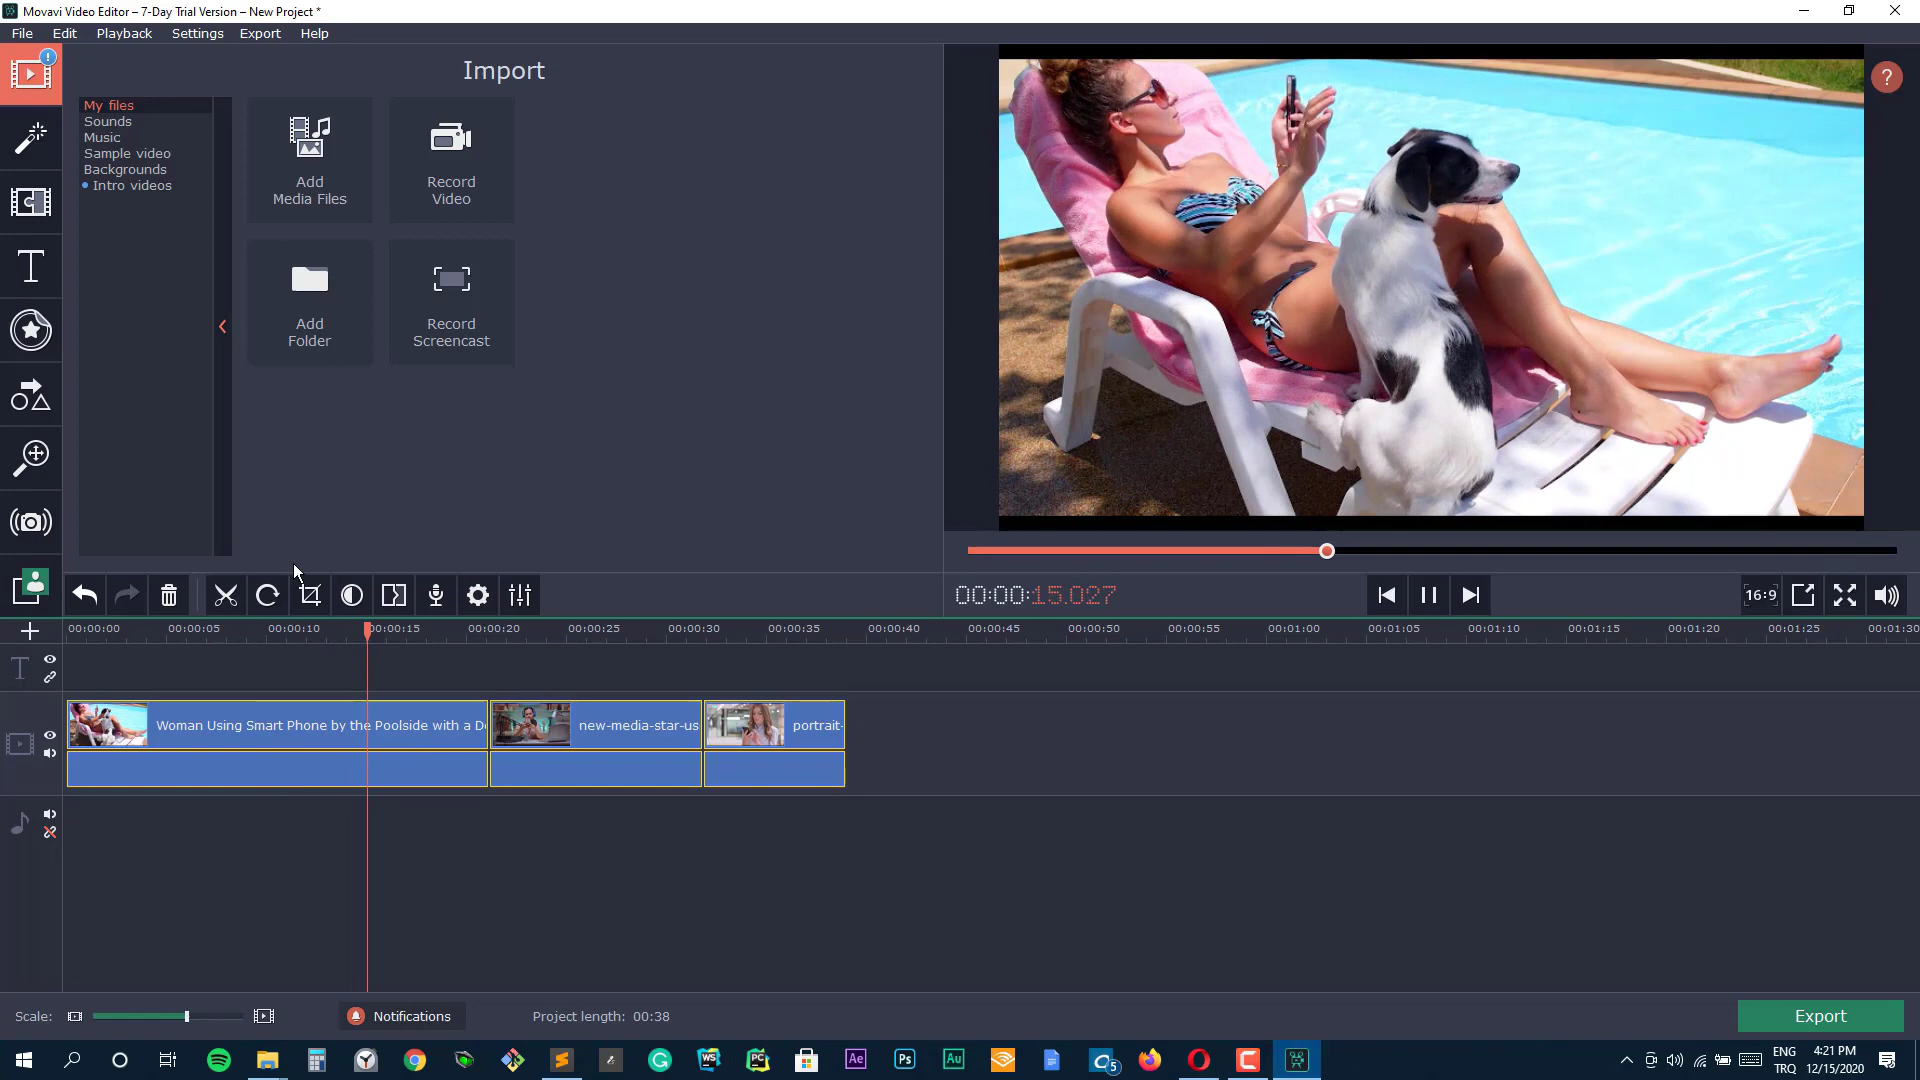 Movavi Video Editor – 7-Day Trial Version – New Project *
File Edit Playback Settings Export Help
Import
My files
Sounds
Music
Sample video
Backgrounds
Intro videos
Add
Media Files
Record
Video
Add
Folder
Record
Screencast
?
00:00:15.027
16:9
00:00:00 00:00:05 00:00:10 00:00:15 00:00:20 00:00:25 00:00:30 00:00:35 00:00:40 00:00:45 00:00:50 00:00:55 00:01:00 00:01:05 00:01:10 00:01:15 00:01:20 00:01:25 00:01:30
Woman Using Smart Phone by the Poolside with a D
new-media-star-us
portrait-
Scale:
Notifications
Project length: 00:38
Export
WS
PC
Ae
Ps
Au
5
ENG
TRQ
4:21 PM
12/15/2020